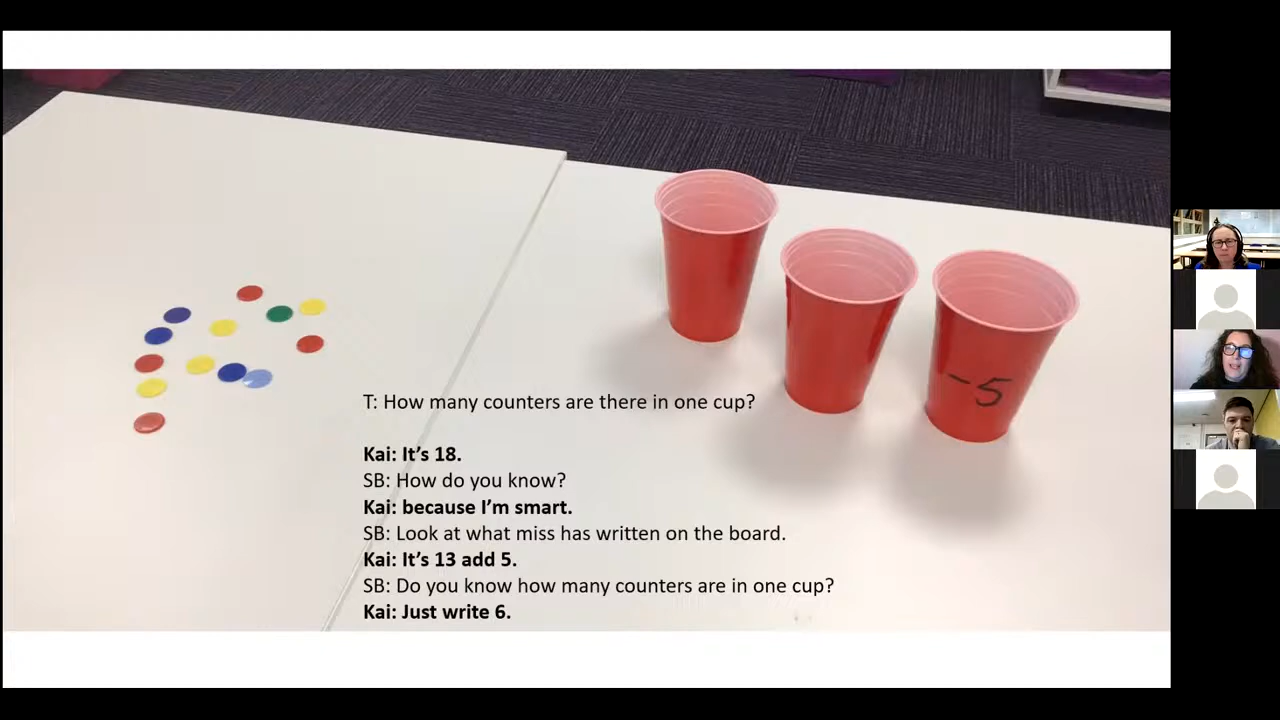 -5
T: How many counters are there in one cup?
Kai: It's 18.
SB: How do you know?
Kai: because I'm smart.
SB: Look at what miss has written on the board.
Kai: It's 13 add 5.
SB: Do you know how many counters are in one cup?
Kai: Just write 6.